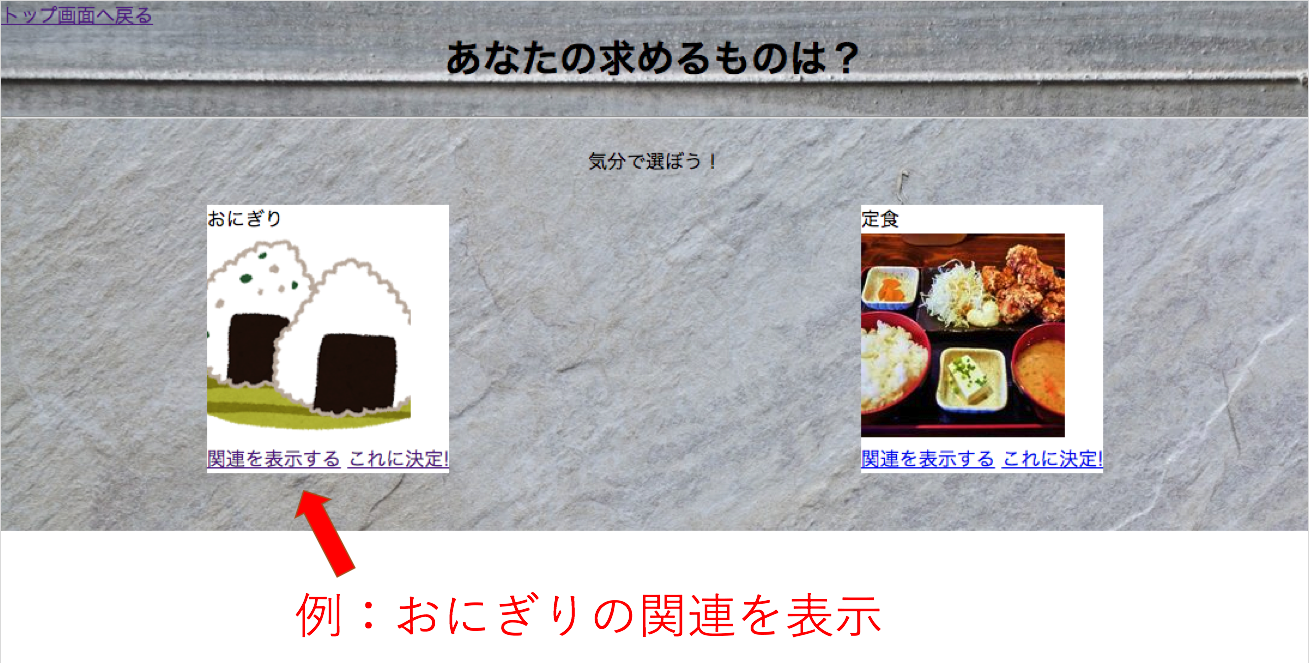 トップ画面へ戻る
あなたの求めるものは？
気分で選ぼう！
おにぎり
関連を表示する これに決定!
定食
関連を表示する これに決定!
例：おにぎりの関連を表示